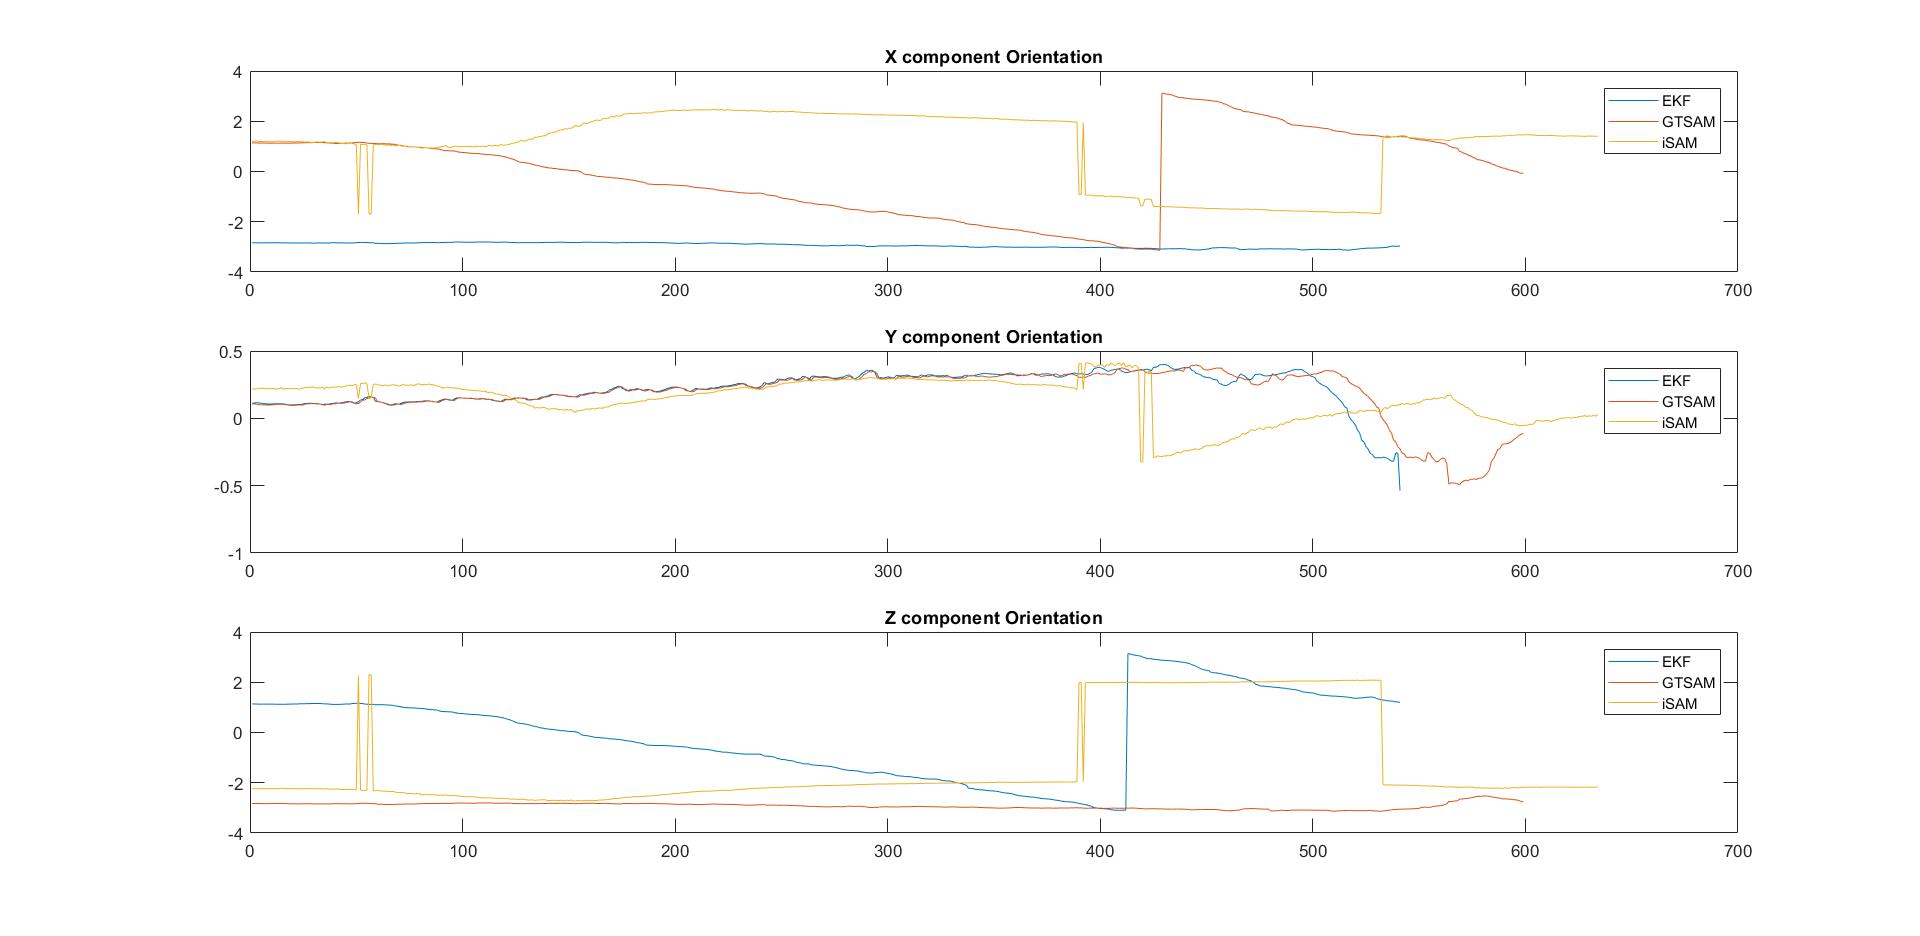 X component Orientation
4
2
0
-2
-4
0 100 200 300 400 500 600 700
EKF
GTSAM
iSAM
Y component Orientation
0.5
0
-0.5
-1
0 100 200 300 400 500 600 700
EKF
GTSAM
iSAM
Z component Orientation
4
2
0
-2
-4
0 100 200 300 400 500 600 700
EKF
GTSAM
iSAM